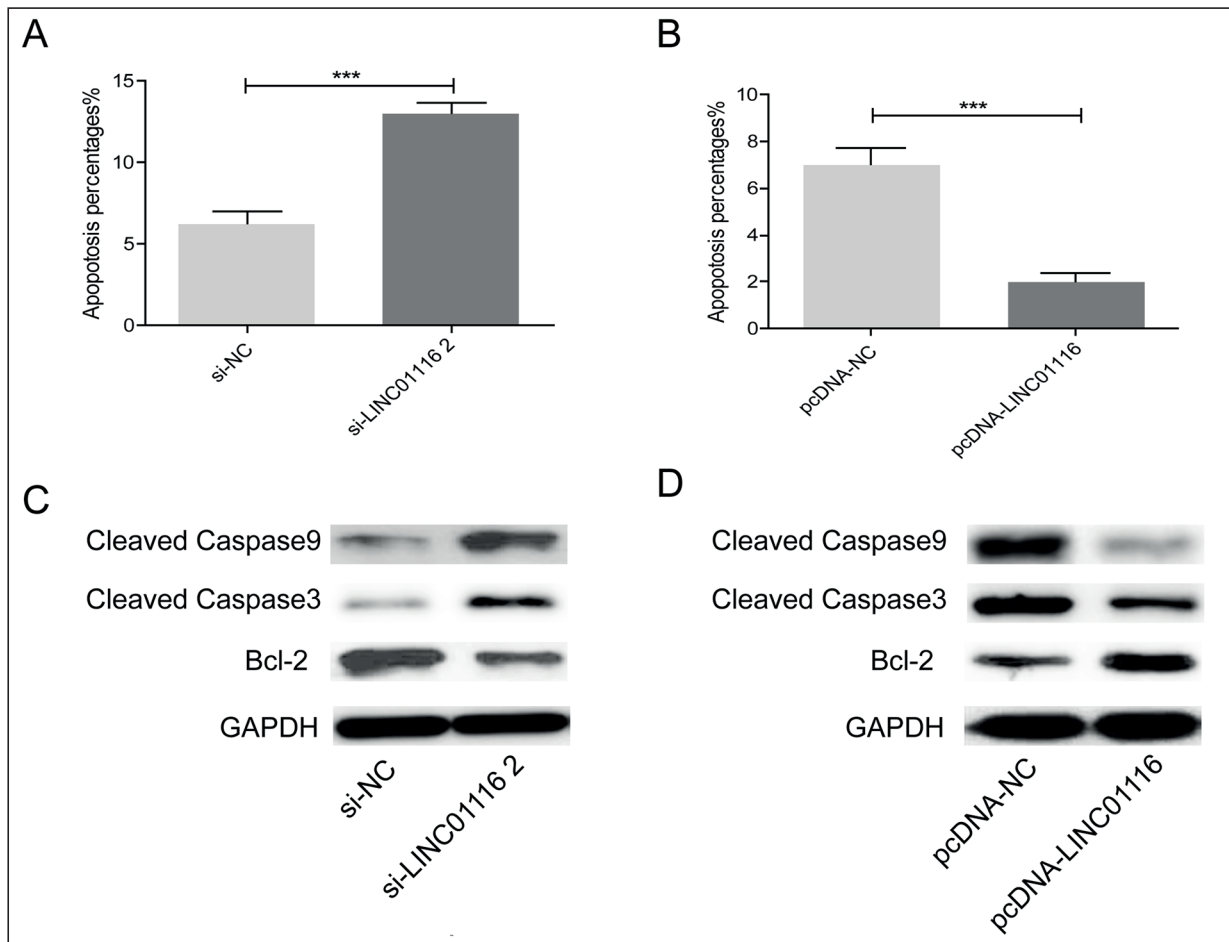 A
Apopotosis percentages%
15
10
5
0
***
si-NC
si-LINC01116 2
B
Apopotosis percentages%
10
8
6
4
2
0
***
pcDNA-NC
pcDNA-LINC01116
C
Cleaved Caspase9
Cleaved Caspase3
Bcl-2
GAPDH
si-NC
si-LINC01116 2
D
Cleaved Caspase9
Cleaved Caspase3
Bcl-2
GAPDH
pcDNA-NC
pcDNA-LINC01116